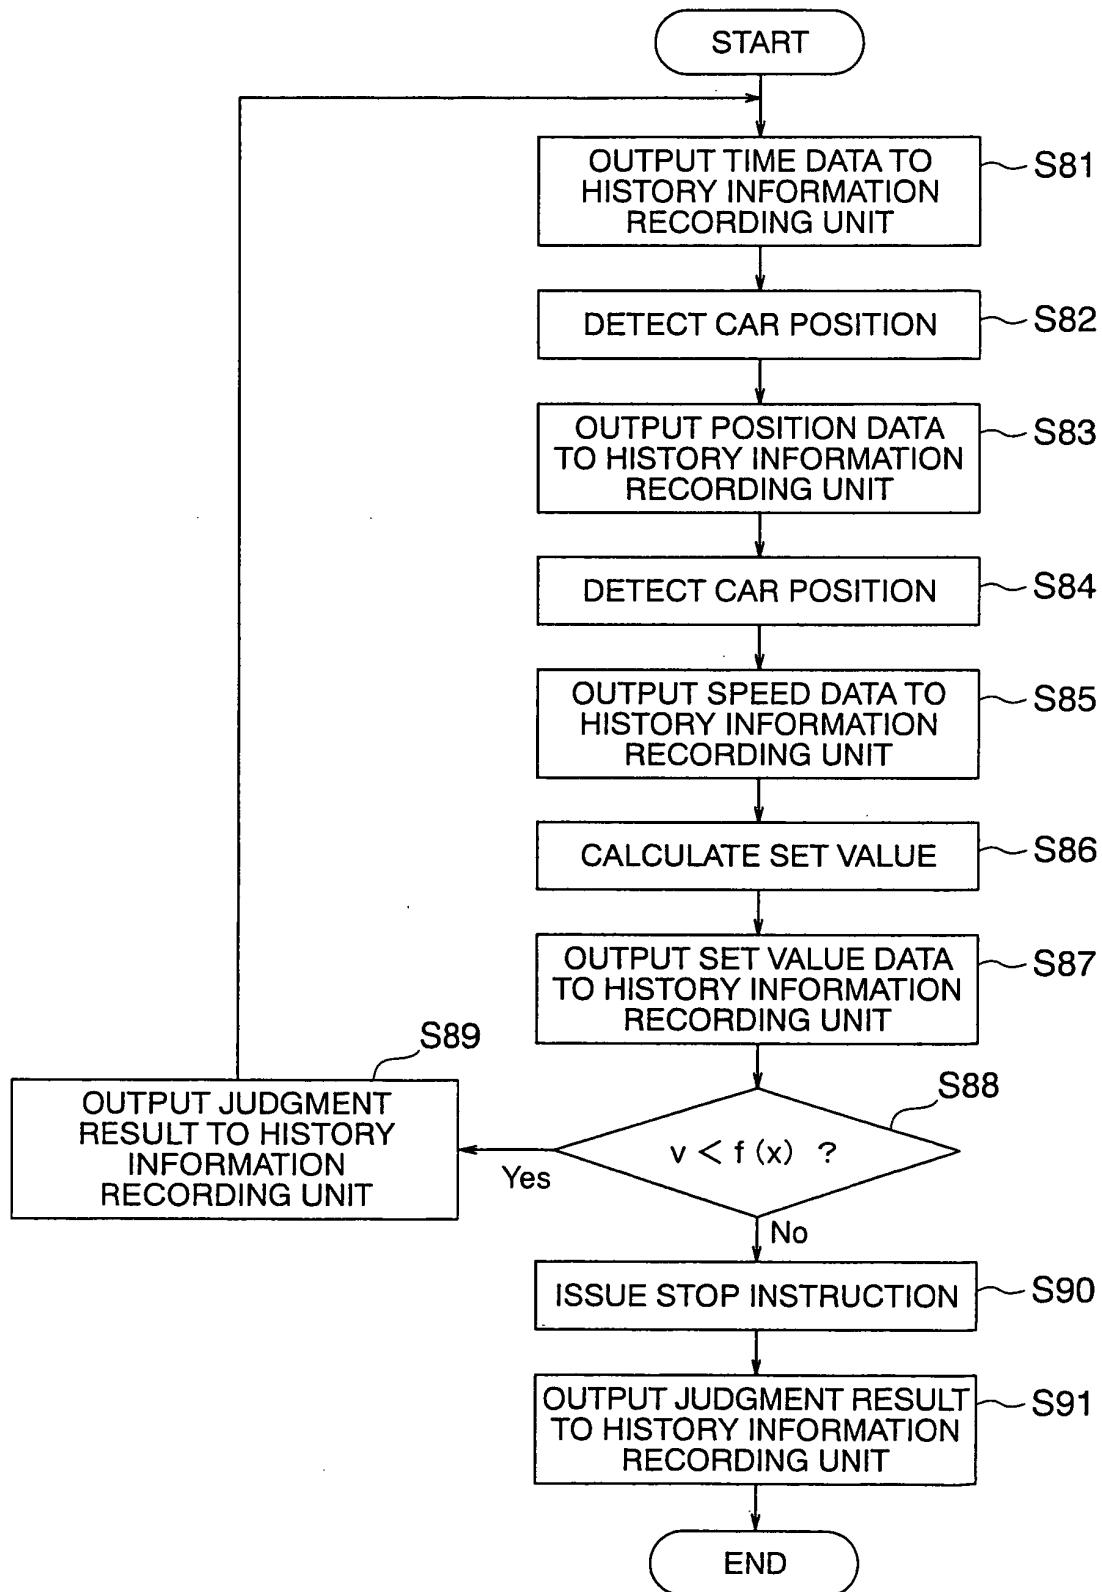 START
OUTPUT TIME DATA TO
HISTORY INFORMATION
RECORDING UNIT
S81
DETECT CAR POSITION
S82
OUTPUT POSITION DATA
TO HISTORY INFORMATION
RECORDING UNIT
S83
DETECT CAR POSITION
S84
OUTPUT SPEED DATA TO
HISTORY INFORMATION
RECORDING UNIT
S85
CALCULATE SET VALUE
S86
OUTPUT SET VALUE DATA
TO HISTORY INFORMATION
RECORDING UNIT
S87
S89
OUTPUT JUDGMENT
RESULT TO HISTORY
INFORMATION
RECORDING UNIT
S88
v < f (x) ?
Yes
No
ISSUE STOP INSTRUCTION
S90
OUTPUT JUDGMENT RESULT
TO HISTORY INFORMATION
RECORDING UNIT
S91
END